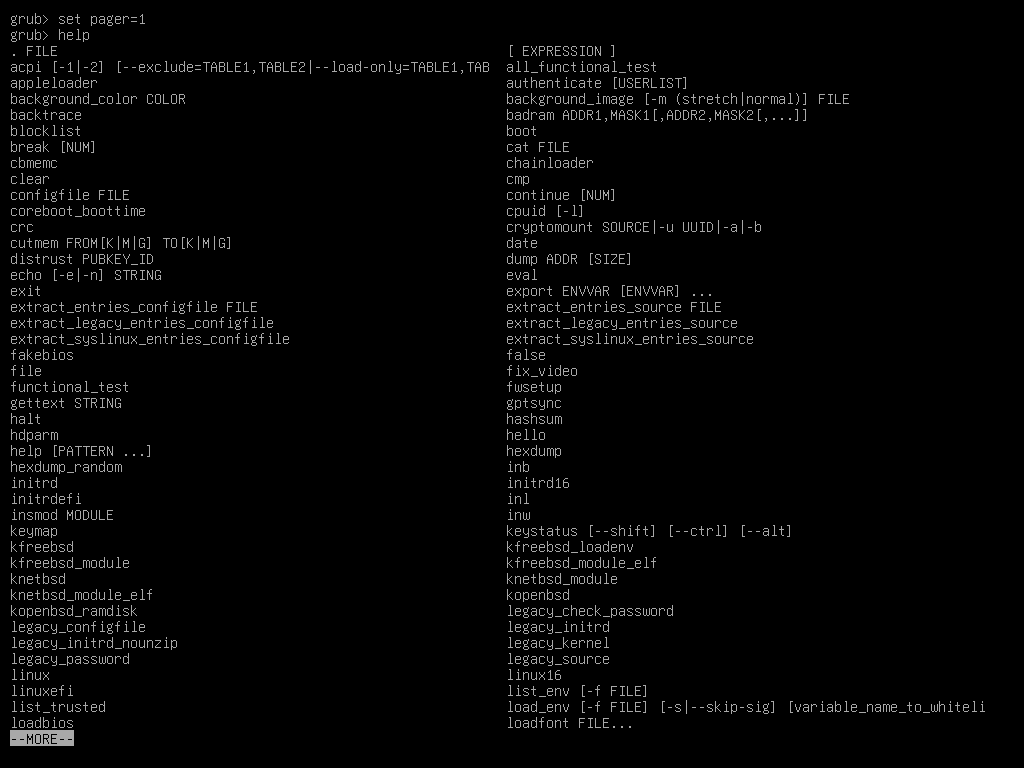 grub> set pager=1
grub> help
. FILE [ EXPRESSION ]
acpi [-1|-2] [--exclude=TABLE1,TABLE2|--load-only=TABLE1,TAB all_functional_test
appleloader authenticate [USERLIST]
background_color COLOR background_image [-m (stretch|normal)] FILE
backtrace badram ADDR1,MASK1[,ADDR2,MASK2[,...]]
blocklist boot
break [NUM] cat FILE
cbmemc chainloader
clear cmp
configfile FILE continue [NUM]
coreboot_boottime cpuid [-l]
crc cryptomount SOURCE|-u UUID|-a|-b
cutmem FROM[K|M|G] TO[K|M|G] date
distrust PUBKEY_ID dump ADDR [SIZE]
echo [-e|-n] STRING eval
exit export ENVVAR [ENVVAR] ...
extract_entries_configfile FILE extract_entries_source FILE
extract_legacy_entries_configfile extract_legacy_entries_source
extract_syslinux_entries_configfile extract_syslinux_entries_source
fakebios false
file fix_video
functional_test fwsetup
gettext STRING gptsync
halt hashsum
hdparm hello
help [PATTERN ...] hexdump
hexdump_random inb
initrd initrd16
initrdefi inl
insmod MODULE inw
keymap keystatus [--shift] [--ctrl] [--alt]
kfreebsd kfreebsd_loadenv
kfreebsd_module kfreebsd_module_elf
knetbsd knetbsd_module
knetbsd_module_elf kopenbsd
kopenbsd_ramdisk legacy_check_password
legacy_configfile legacy_initrd
legacy_initrd_nounzip legacy_kernel
legacy_password legacy_source
linux linux16
linuxefi list_env [-f FILE]
list_trusted load_env [-f FILE] [-s|--skip-sig] [variable_name_to_whiteli
loadbios loadfont FILE...
--MORE--